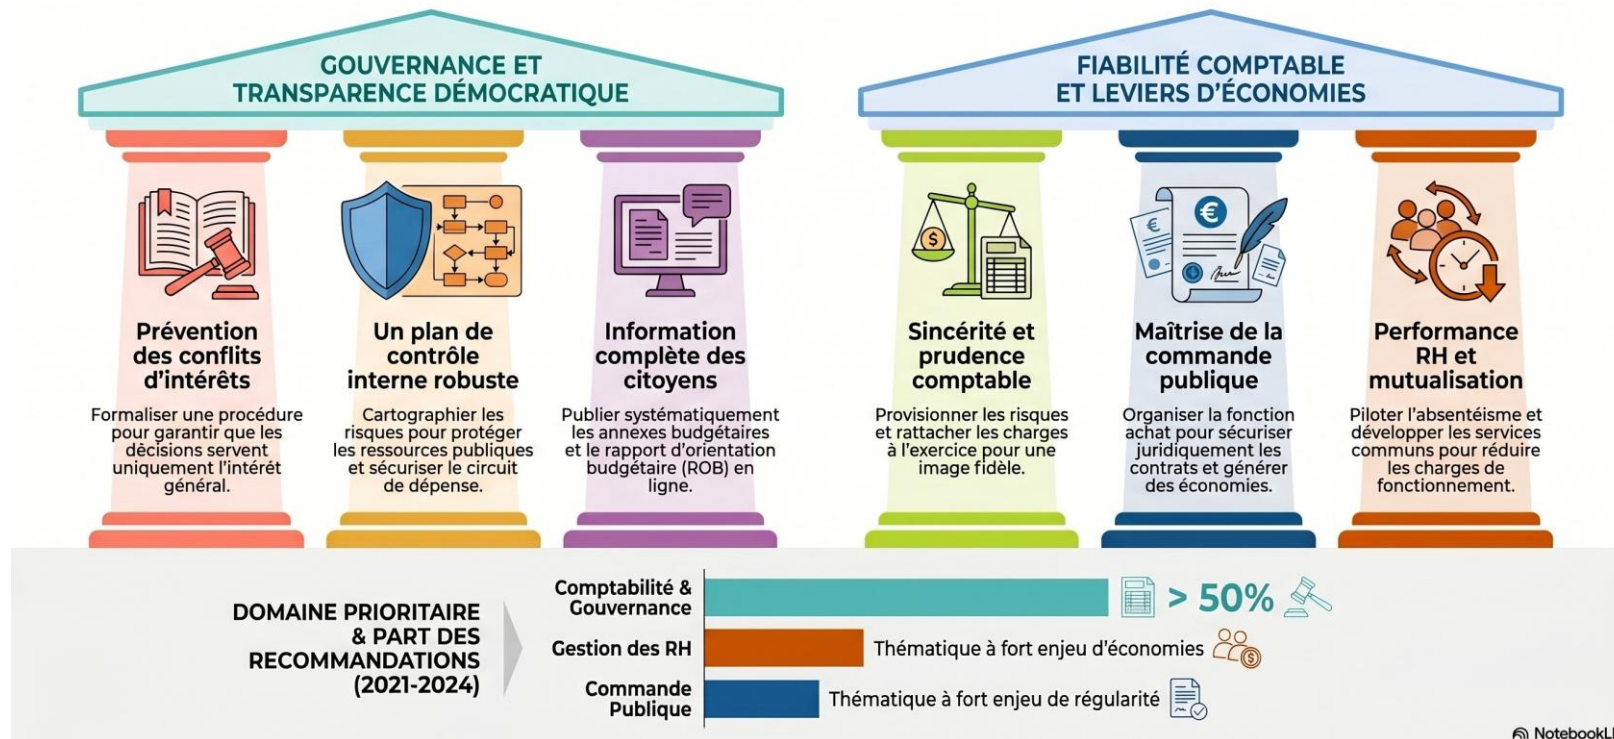 GOUVERNANCE ET
TRANSPARENCE DÉMOCRATIQUE
Prévention
des conflits
d'intérêts
Formaliser une procédure
pour garantir que les
décisions servent
uniquement l'intérêt
général.
Un plan de
contrôle
interne robuste
Cartographier les
risques pour protéger
les ressources publiques
et sécuriser le circuit
de dépense.
Information
complète des
citoyens
Publier systématiquement
les annexes budgétaires
et le rapport d'orientation
budgétaire (ROB) en
ligne.
FIABILITÉ COMPTABLE
ET LEVIERS D'ÉCONOMIES
$
Sincérité et
prudence
comptable
Provisionner les risques
et rattacher les charges
à l'exercice pour une
image fidèle.
€
€
Maîtrise de la
commande
publique
Organiser la fonction
achat pour sécuriser
juridiquement les
contrats et générer
des économies.
Performance
RH et
mutualisation
Piloter l'absentéisme et
développer les services
communs pour réduire
les charges de
fonctionnement.
DOMAINE PRIORITAIRE
& PART DES
RECOMMANDATIONS
(2021-2024)
Comptabilité &
Gouvernance
> 50%
Gestion des RH
Thématique à fort enjeu d'économies
$
Commande
Publique
Thématique à fort enjeu de régularité
NotebookL